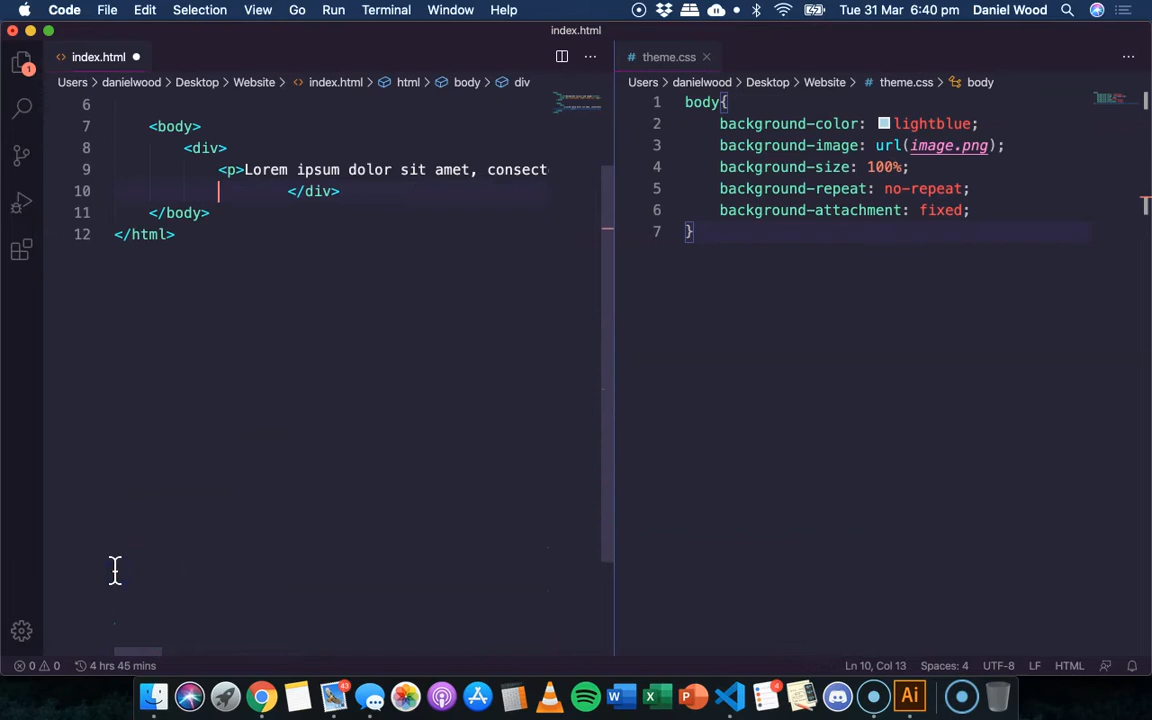 Code File Edit Selection View Go Run Terminal Window Help Tue 31 Mar 6:40 pm Daniel Wood
index.html
index.html
theme.css
Users danielwood Desktop Website index.html html body div
Users danielwood Desktop Website theme.css body
6
7 <body>
8 <div>
9 <p>Lorem ipsum dolor sit amet, consect
10 </div>
11 </body>
12 </html>
1 body{
2 background-color: lightblue;
3 background-image: url(image.png);
4 background-size: 100%;
5 background-repeat: no-repeat;
6 background-attachment: fixed;
7 }
1
0 0 4 hrs 45 mins Ln 10, Col 13 Spaces: 4 UTF-8 LF HTML
43
4
W
X
P
Ai